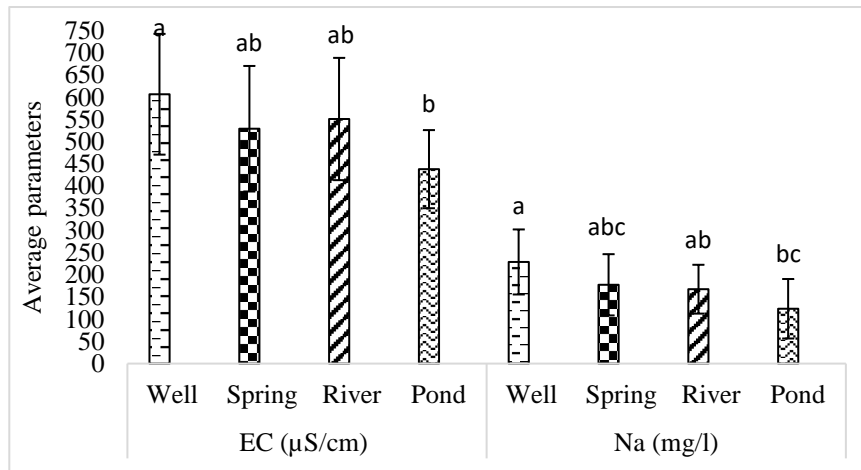 Average parameters
750
700
650
600
550
500
450
400
350
300
250
200
150
100
50
0
a
ab
ab
b
a
abc
ab
bc
Well Spring River Pond Well Spring River Pond
EC (µS/cm) Na (mg/l)